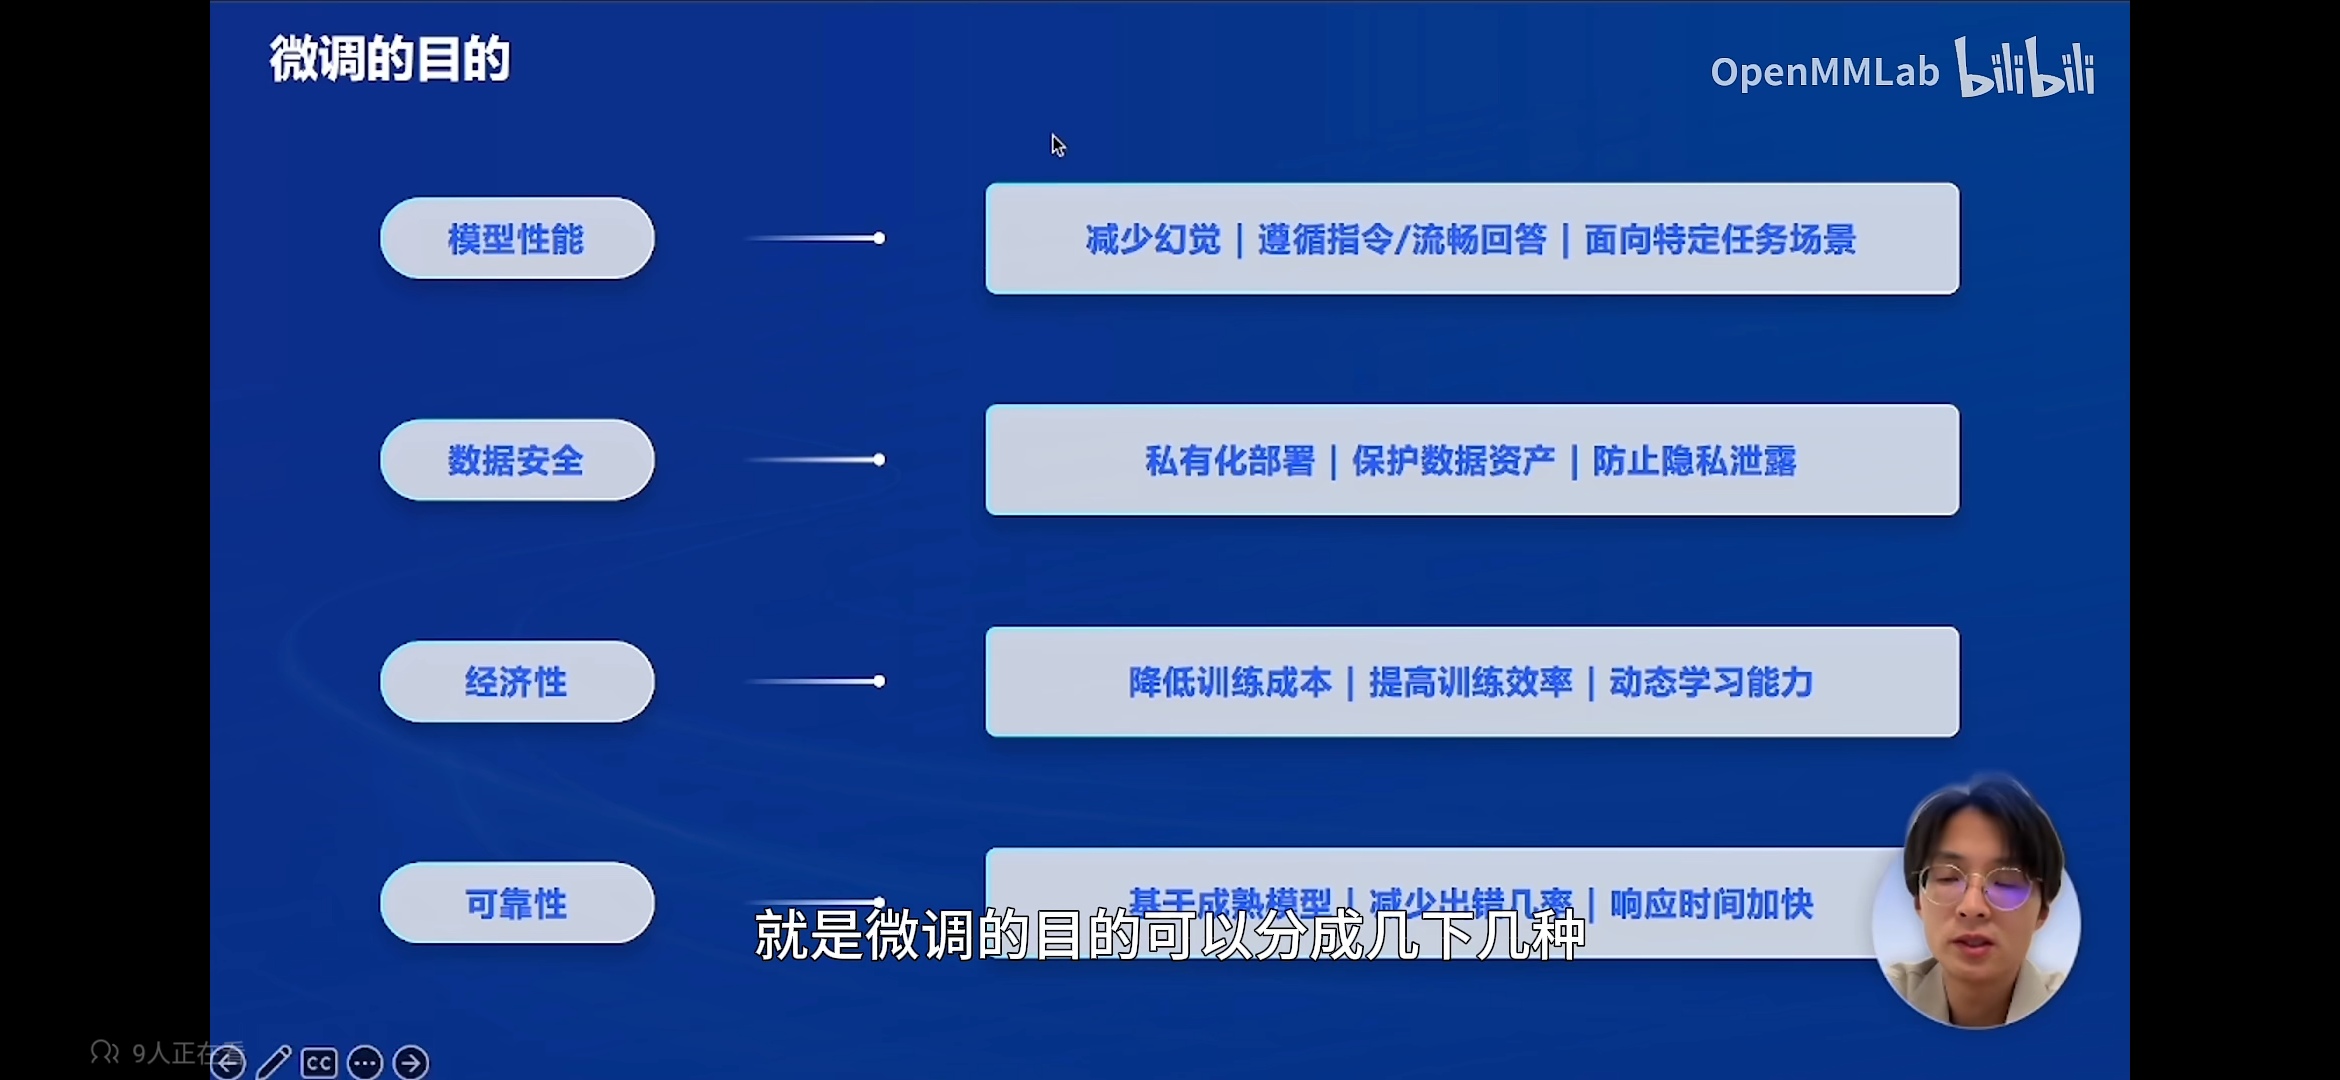 微调的目的
OpenMMLab bilibili
模型性能
减少幻觉 | 遵循指令/流畅回答 | 面向特定任务场景
数据安全
私有化部署 | 保护数据资产 | 防止隐私泄露
经济性
降低训练成本 | 提高训练效率 | 动态学习能力
可靠性
基于成熟模型 | 减少出错几率 | 响应时间加快
就是微调的目的可以分成几下几种
9人正在看
CC